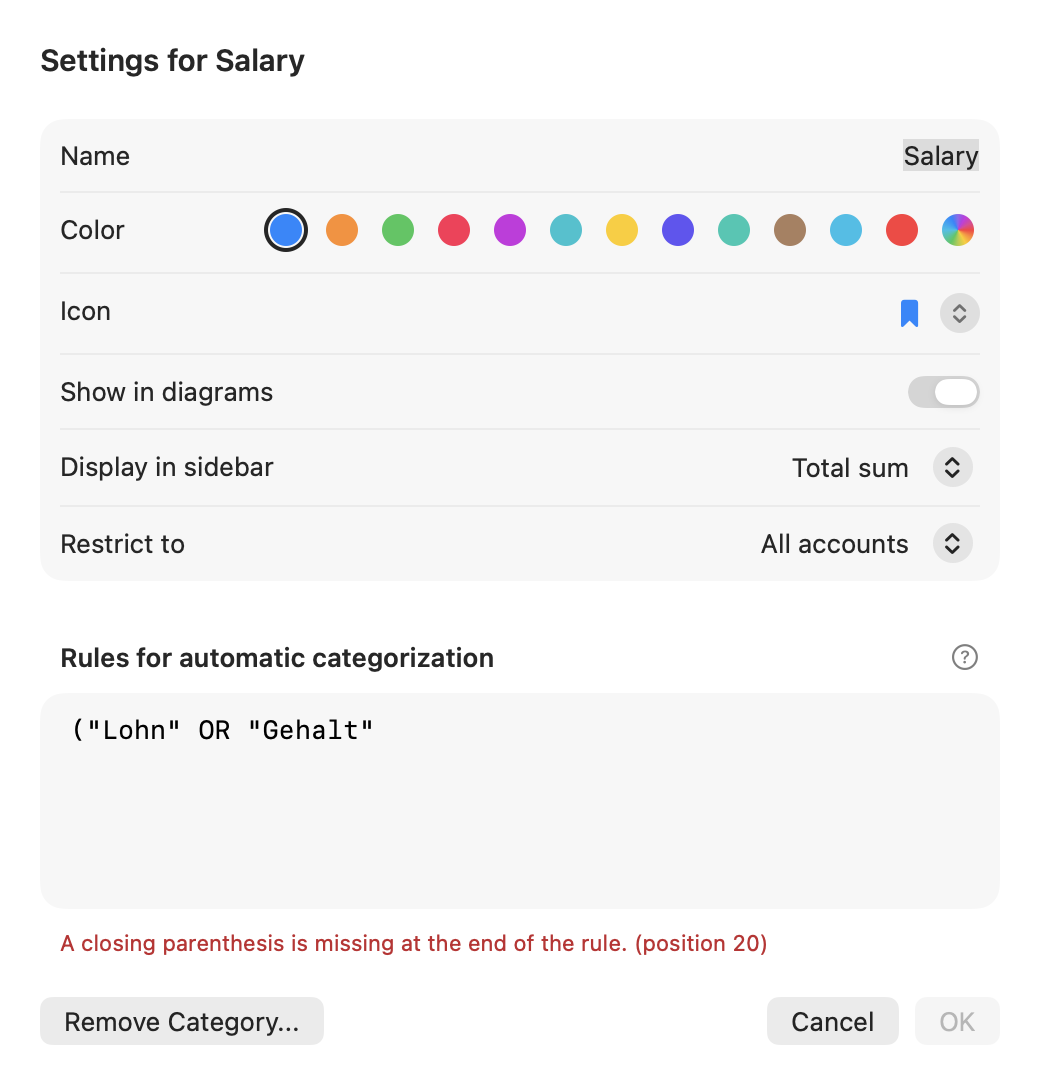 Settings for Salary
Name Salary
Color
Icon
Show in diagrams
Display in sidebar Total sum
Restrict to All accounts
Rules for automatic categorization ?
("Lohn" OR "Gehalt"
A closing parenthesis is missing at the end of the rule. (position 20)
Remove Category... Cancel OK